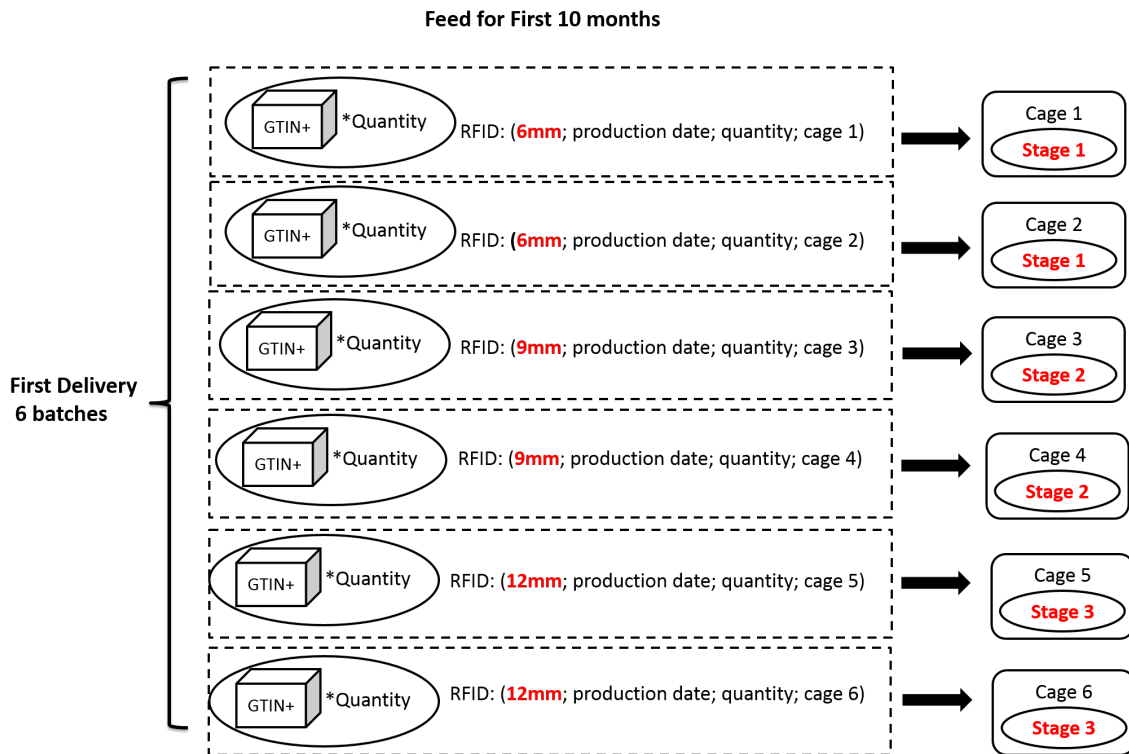 Feed for First 10 months
GTIN+ *Quantity RFID: (6mm; production date; quantity; cage 1)
Cage 1
Stage 1
GTIN+ *Quantity RFID: (6mm; production date; quantity; cage 2)
Cage 2
Stage 1
GTIN+ *Quantity RFID: (9mm; production date; quantity; cage 3)
Cage 3
Stage 2
First Delivery
6 batches
GTIN+ *Quantity RFID: (9mm; production date; quantity; cage 4)
Cage 4
Stage 2
GTIN+ *Quantity RFID: (12mm; production date; quantity; cage 5)
Cage 5
Stage 3
GTIN+ *Quantity RFID: (12mm; production date; quantity; cage 6)
Cage 6
Stage 3